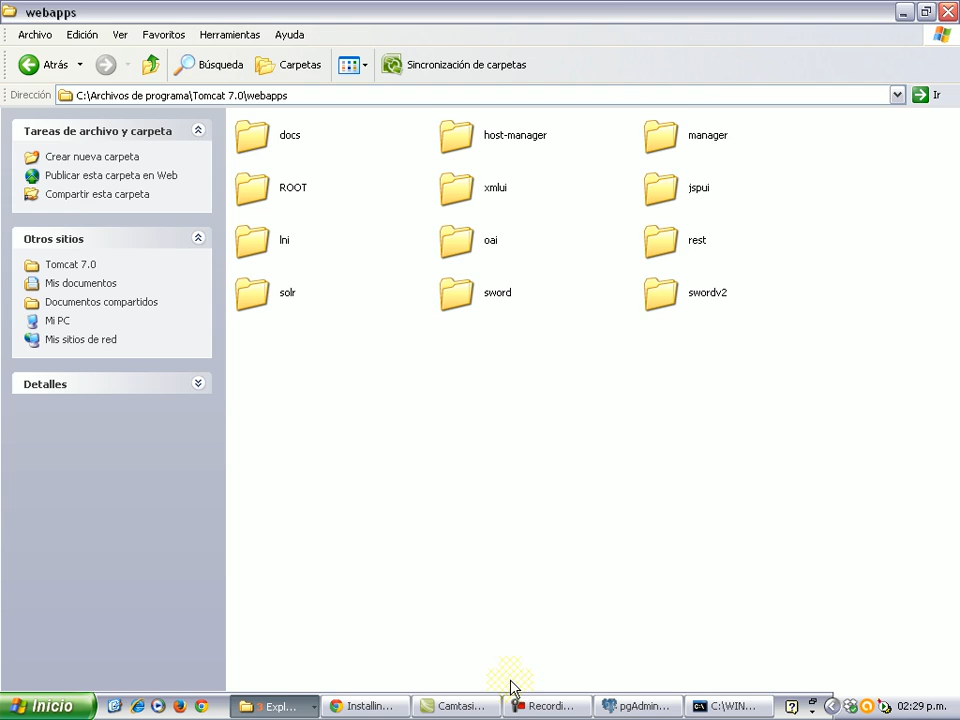 webapps
Archivo Edición Ver Favoritos Herramientas Ayuda
Atrás Búsqueda Carpetas Sincronización de carpetas
Dirección C:\Archivos de programa\Tomcat 7.0\webapps Ir
Tareas de archivo y carpeta
Crear nueva carpeta
Publicar esta carpeta en Web
Compartir esta carpeta
Otros sitios
Tomcat 7.0
Mis documentos
Documentos compartidos
Mi PC
Mis sitios de red
Detalles
docs host-manager manager
ROOT xmlui jspui
lni oai rest
solr sword swordv2
Inicio 3 Expl... Installin... Camtasi... Recordi... pgAdmin... C:\WIN... 02:29 p.m.